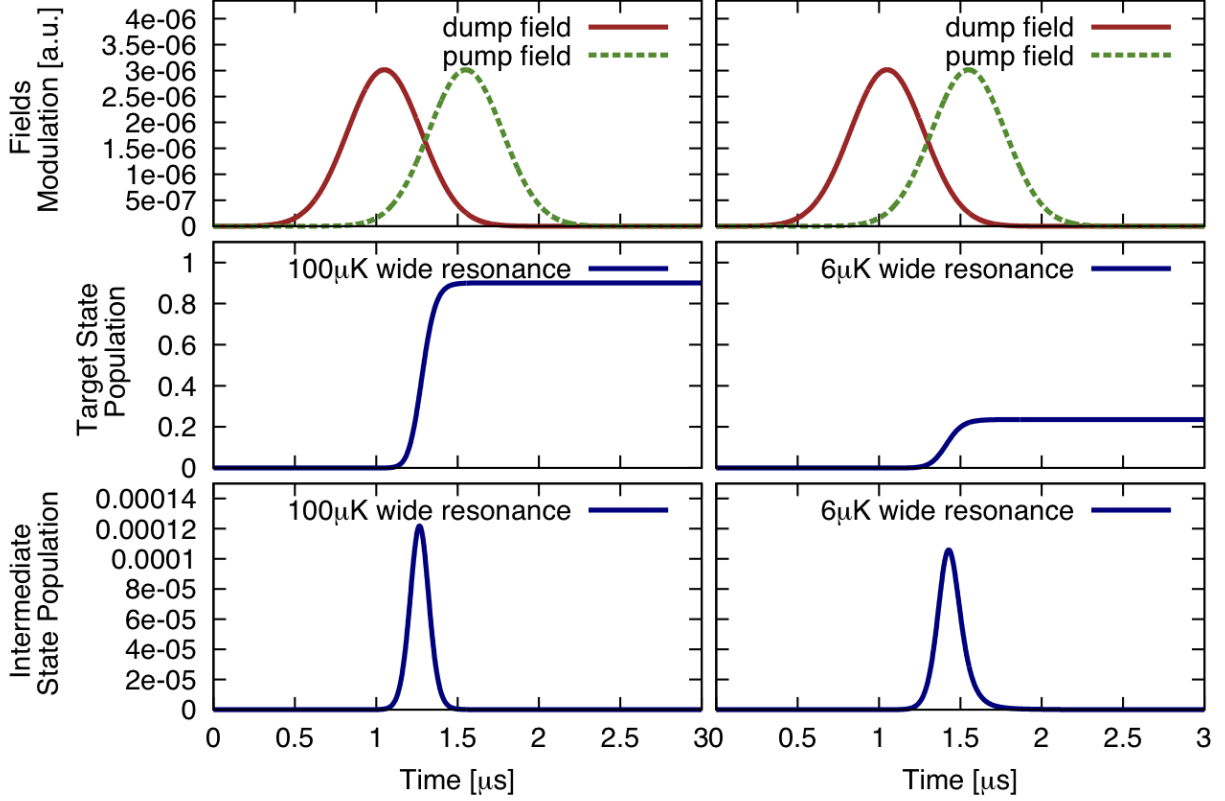 Fields
Modulation [a.u.]
4e-06
3.5e-06
3e-06
2.5e-06
2e-06
1.5e-06
1e-06
5e-07
0
dump field
pump field
dump field
pump field
Target State
Population
1
0.8
0.6
0.4
0.2
0
100μK wide resonance
6μK wide resonance
Intermediate
State Population
0.00014
0.00012
0.0001
8e-05
6e-05
4e-05
2e-05
0
100μK wide resonance
6μK wide resonance
0 0.5 1 1.5 2 2.5 3
0 0.5 1 1.5 2 2.5 3
Time [μs]
Time [μs]